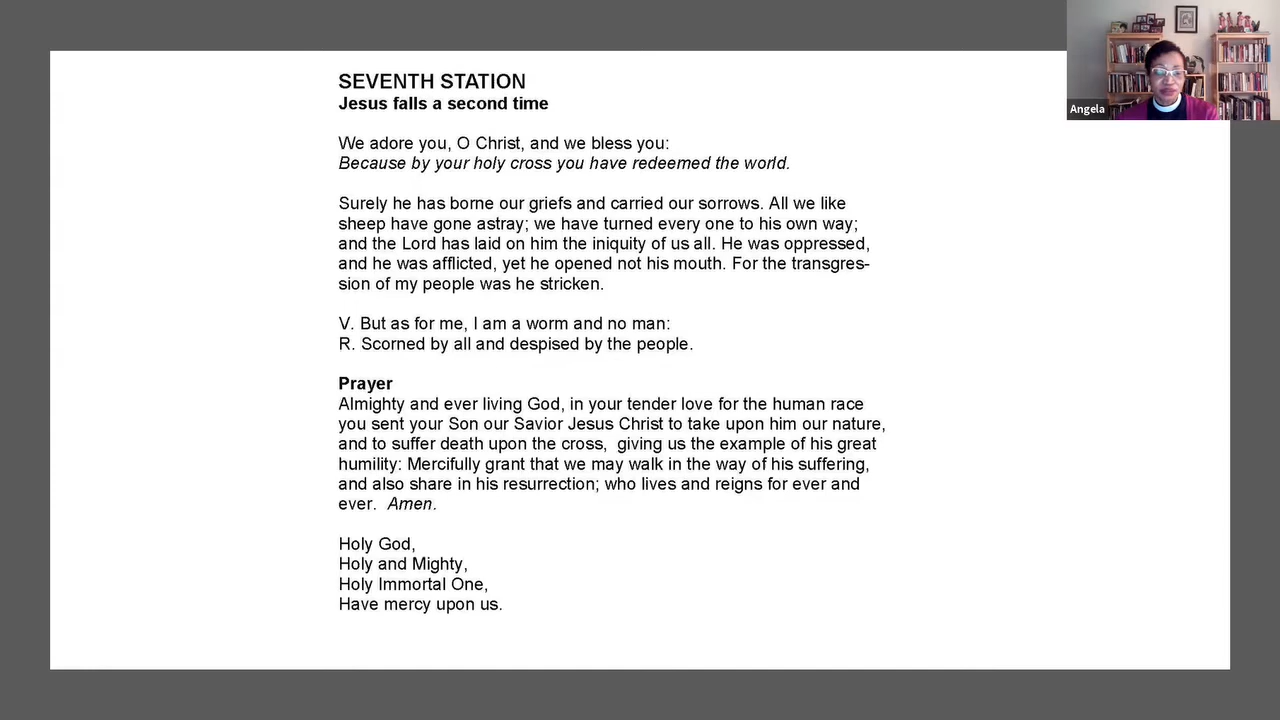 SEVENTH STATION
Jesus falls a second time
We adore you, O Christ, and we bless you:
Because by your holy cross you have redeemed the world.
Surely he has borne our griefs and carried our sorrows. All we like
sheep have gone astray; we have turned every one to his own way;
and the Lord has laid on him the iniquity of us all. He was oppressed,
and he was afflicted, yet he opened not his mouth. For the transgres-
sion of my people was he stricken.
V. But as for me, I am a worm and no man:
R. Scorned by all and despised by the people.
Prayer
Almighty and ever living God, in your tender love for the human race
you sent your Son our Savior Jesus Christ to take upon him our nature,
and to suffer death upon the cross,  giving us the example of his great
humility: Mercifully grant that we may walk in the way of his suffering,
and also share in his resurrection; who lives and reigns for ever and
ever.  Amen.
Holy God,
Holy and Mighty,
Holy Immortal One,
Have mercy upon us.
Angela